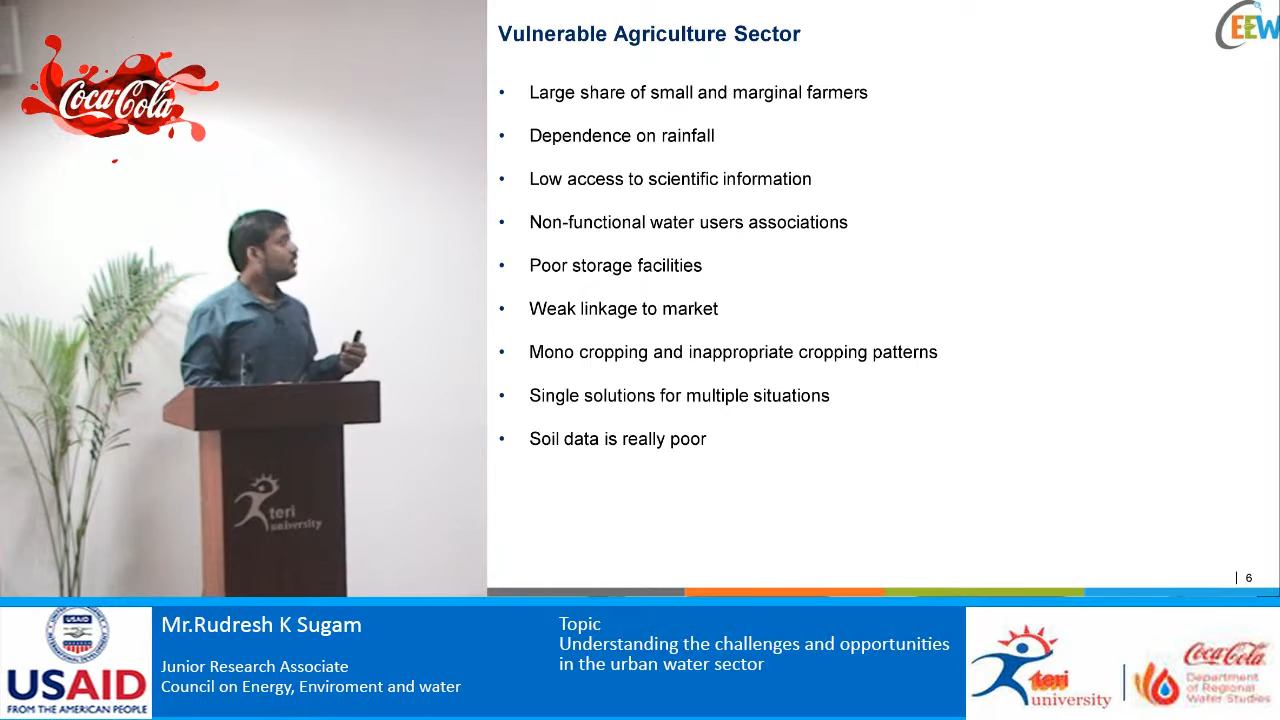 Coca-Cola
Vulnerable Agriculture Sector
EEW
• Large share of small and marginal farmers
• Dependence on rainfall
• Low access to scientific information
• Non-functional water users associations
• Poor storage facilities
• Weak linkage to market
• Mono cropping and inappropriate cropping patterns
• Single solutions for multiple situations
• Soil data is really poor
teri
university
6
USAID
USAID
FROM THE AMERICAN PEOPLE
Mr.Rudresh K Sugam
Junior Research Associate
Council on Energy, Enviroment and water
Topic
Understanding the challenges and opportunities
in the urban water sector
teri
university
Coca-Cola
Department
of Regional
Water Studies